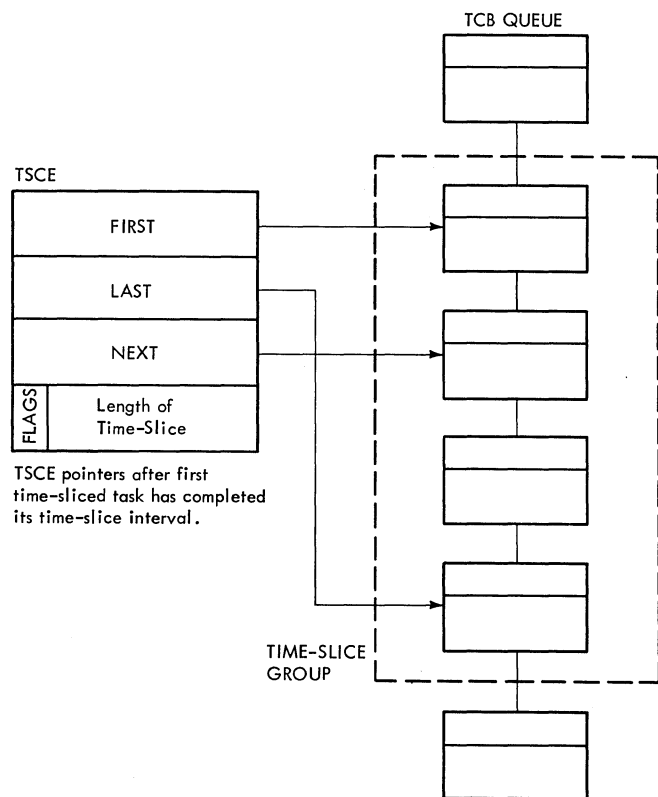 TCB QUEUE
TSCE
FIRST
LAST
NEXT
FLAGS
Length of
Time-Slice
TSCE pointers after first
time-sliced task has completed
its time-slice interval.
TIME-SLICE
GROUP